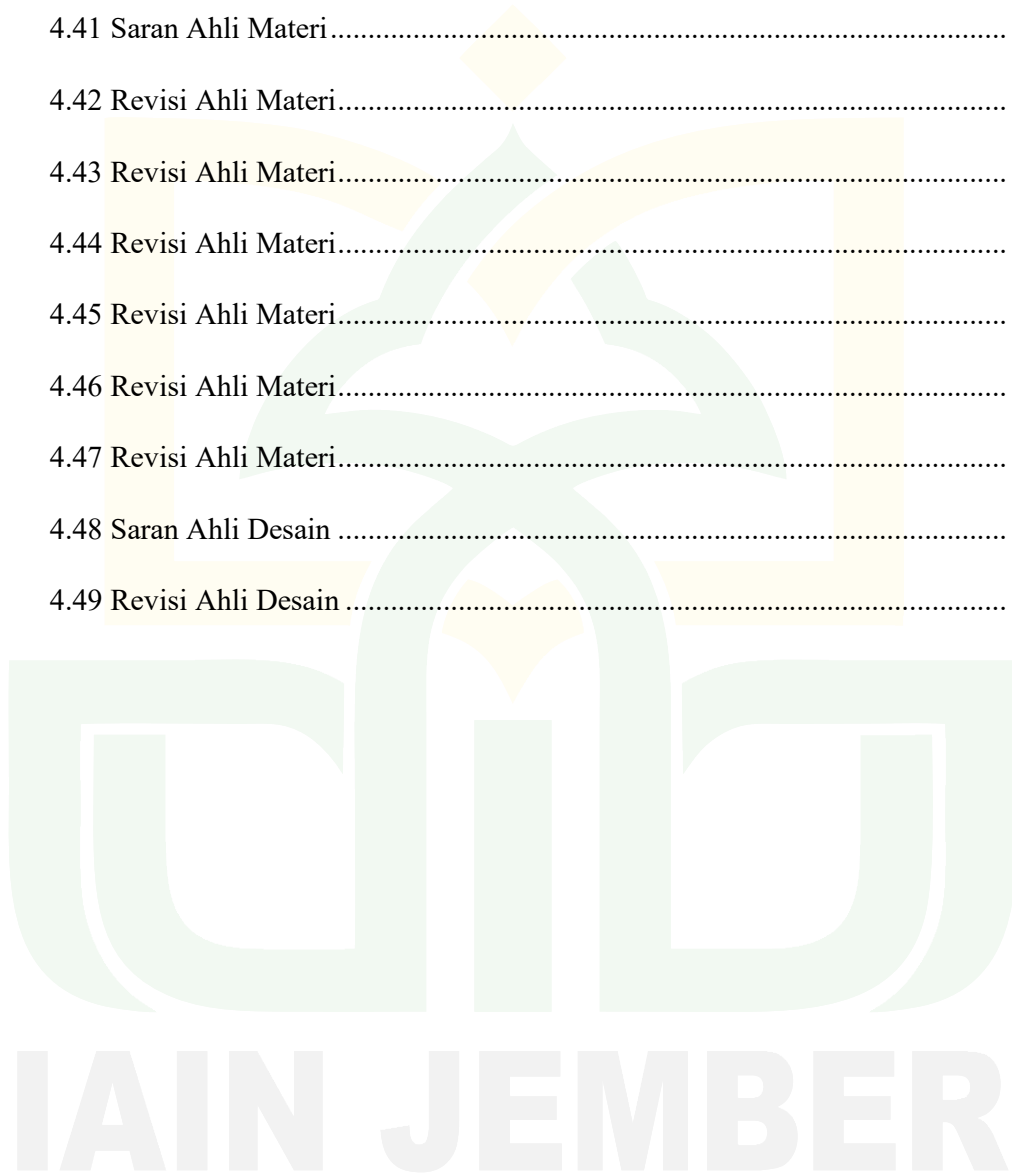 4.41 Saran Ahli Materi........................................................................................
4.42 Revisi Ahli Materi.......................................................................................
4.43 Revisi Ahli Materi.......................................................................................
4.44 Revisi Ahli Materi.......................................................................................
4.45 Revisi Ahli Materi.......................................................................................
4.46 Revisi Ahli Materi.......................................................................................
4.47 Revisi Ahli Materi.......................................................................................
4.48 Saran Ahli Desain .......................................................................................
4.49 Revisi Ahli Desain ......................................................................................
IAIN JEMBER